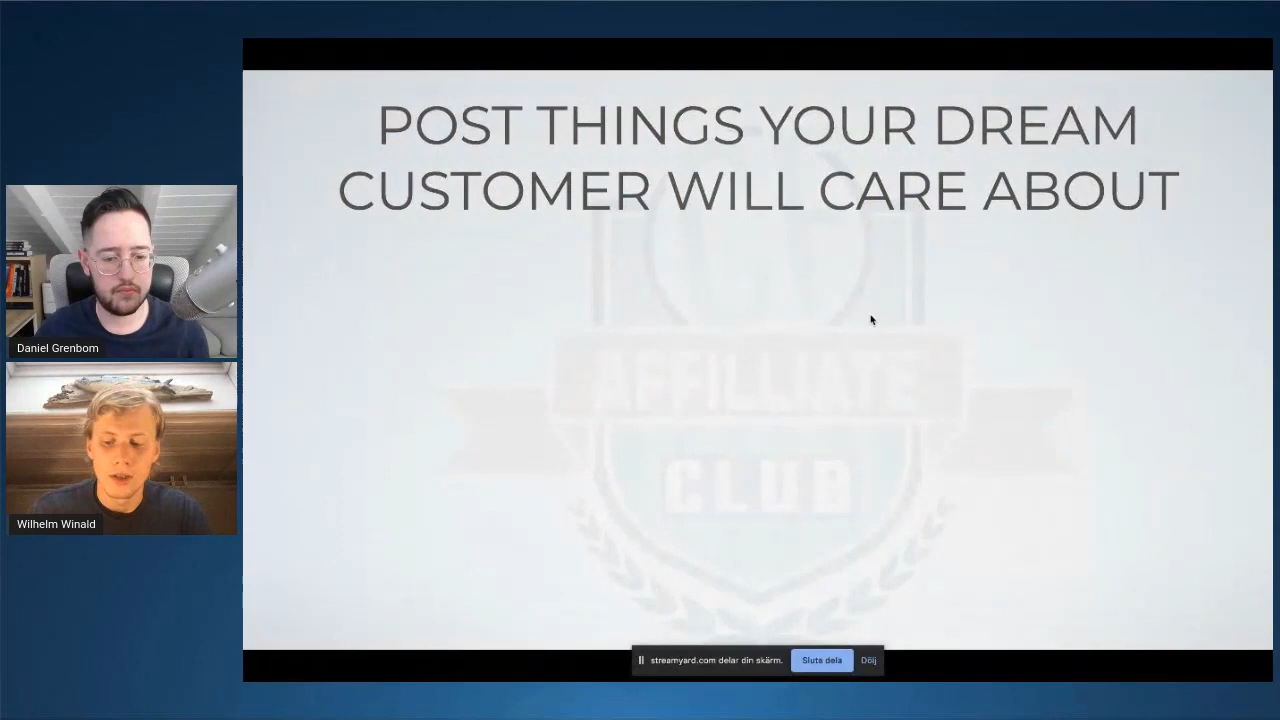 POST THINGS YOUR DREAM
CUSTOMER WILL CARE ABOUT
AFFILIATE
CLUB
Daniel Grenbom
Wilhelm Winald
streamyard.com delar din skärm.
Sluta dela
Dölj